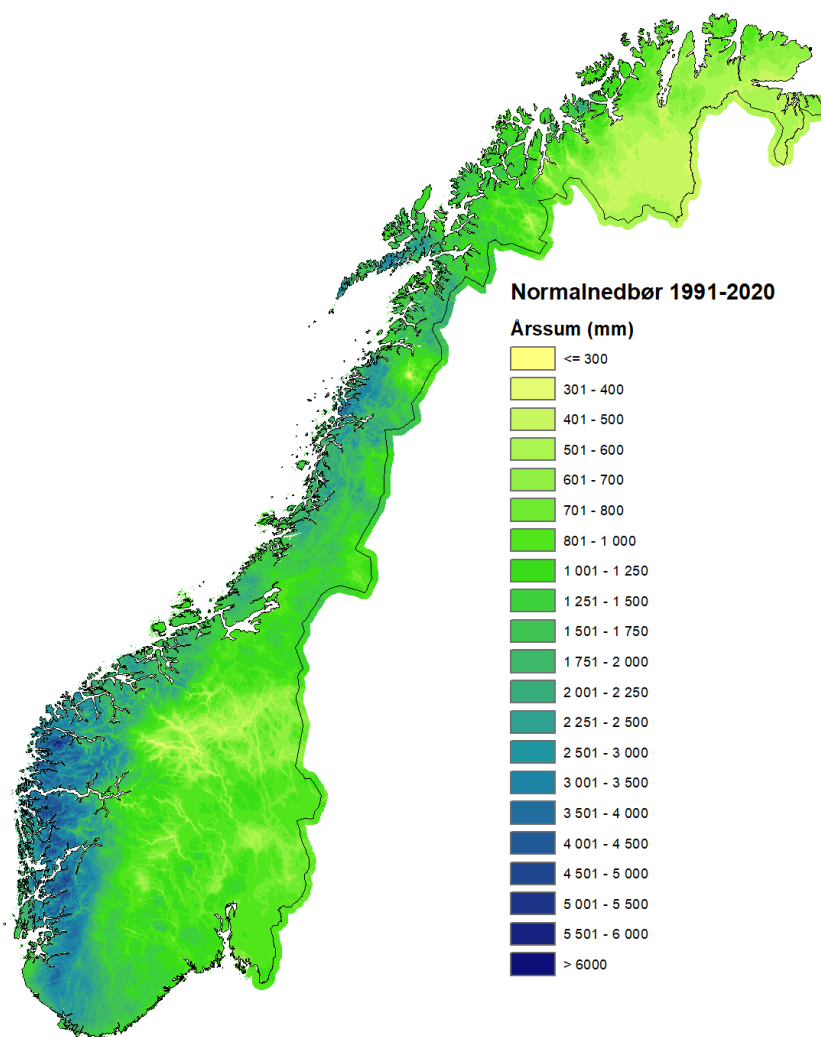 Normalnedbør 1991-2020
Årssum (mm)
<= 300
301 - 400
401 - 500
501 - 600
601 - 700
701 - 800
801 - 1 000
1 001 - 1 250
1 251 - 1 500
1 501 - 1 750
1 751 - 2 000
2 001 - 2 250
2 251 - 2 500
2 501 - 3 000
3 001 - 3 500
3 501 - 4 000
4 001 - 4 500
4 501 - 5 000
5 001 - 5 500
5 501 - 6 000
> 6000